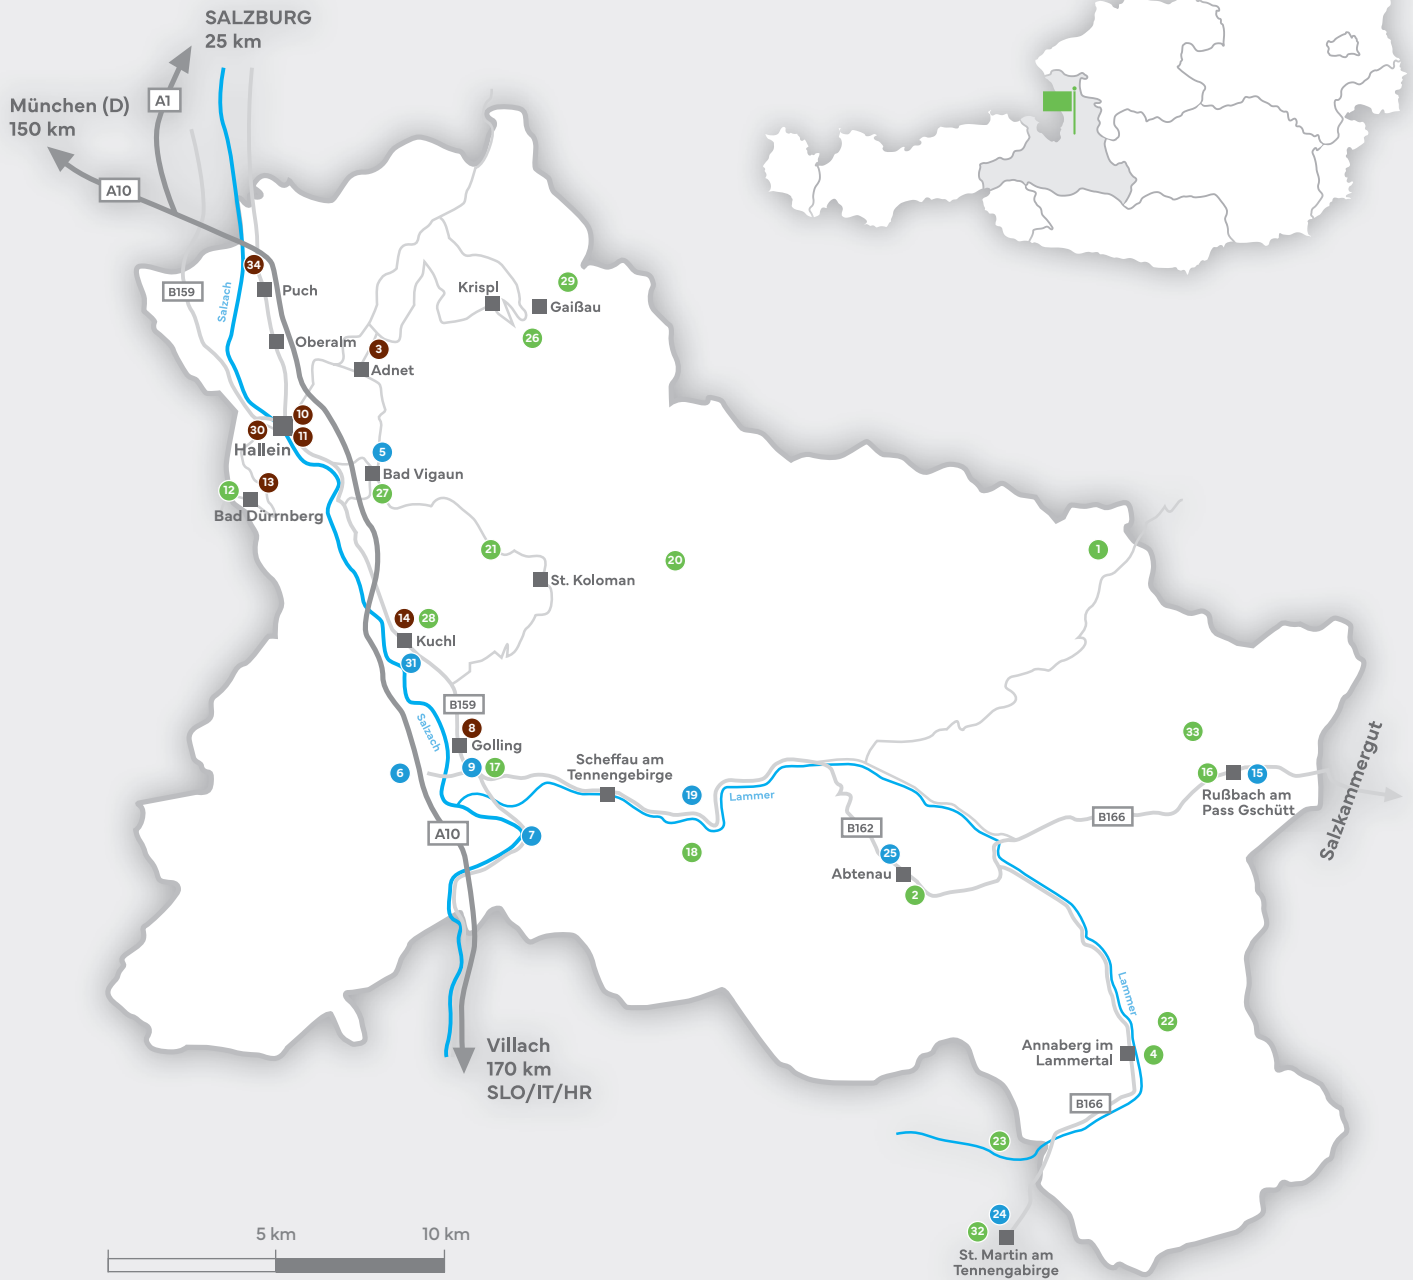 SALZBURG
25 km
A1
München (D)
150 km
A10
34
B159
Salzach
Puch
Krispl
29
Gaißau
26
Oberalm
3
Adnet
10
30
11
Hallein
5
Bad Vigaun
13
12
27
Bad Dürrnberg
21
20
1
St. Koloman
14
28
Kuchl
31
B159
Salzach
8
Golling
33
6
9
17
Scheffau am
Tennengebirge
19
Lammer
16
15
Rußbach am
Pass Gschütt
Salzkammergut
B166
A10
7
18
B162
25
Abtenau
2
Lammer
22
Annaberg im
Lammertal
4
Villach
170 km
SLO/IT/HR
B166
23
24
32
St. Martin am
Tennengabirge
5 km
10 km